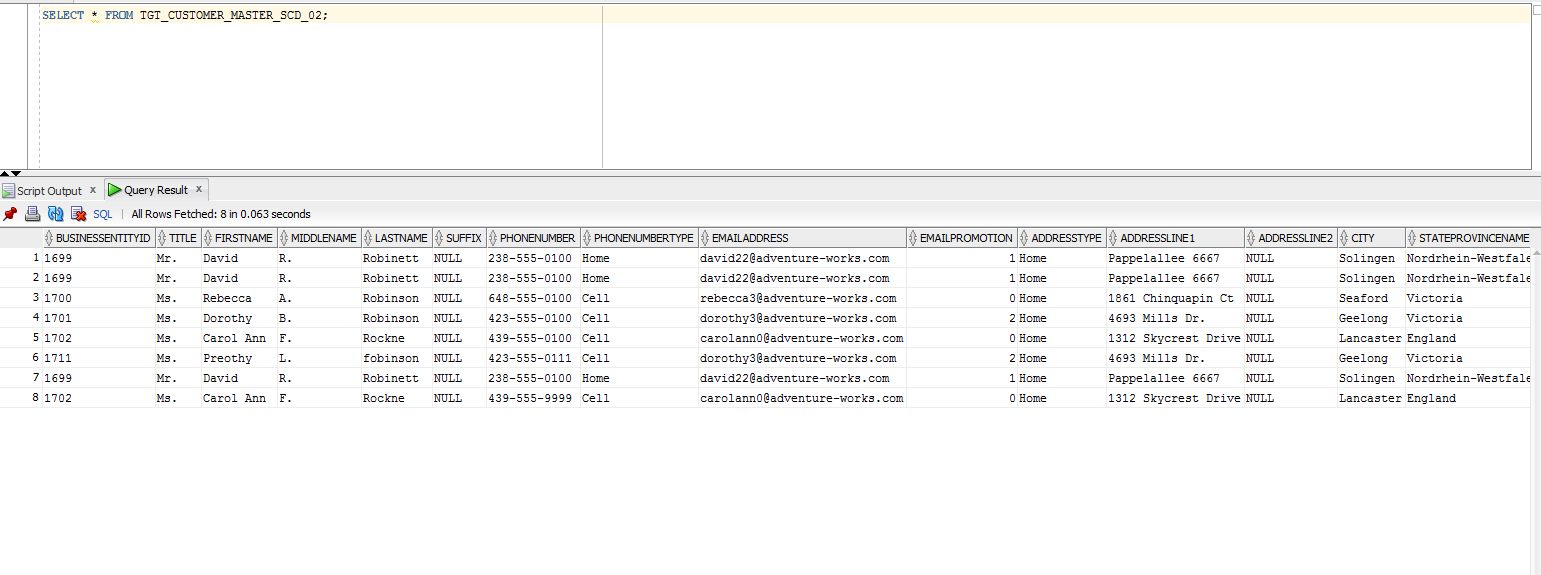 SELECT * FROM TGT_CUSTOMER_MASTER_SCD_02;
Script Output x Query Result x
SQL | All Rows Fetched: 8 in 0.063 seconds
BUSINESSENTITYID TITLE FIRSTNAME MIDDLENAME LASTNAME SUFFIX PHONENUMBER PHONENUMBERTYPE EMAILADDRESS EMAILPROMOTION ADDRESSTYPE ADDRESSLINE1 ADDRESSLINE2 CITY STATEPROVINCENAME
1 1699 Mr. David R. Robinett NULL 238-555-0100 Home david22@adventure-works.com 1 Home Pappelallee 6667 NULL Solingen Nordrhein-Westfale
2 1699 Mr. David R. Robinett NULL 238-555-0100 Home david22@adventure-works.com 1 Home Pappelallee 6667 NULL Solingen Nordrhein-Westfale
3 1700 Ms. Rebecca A. Robinson NULL 648-555-0100 Cell rebecca3@adventure-works.com 0 Home 1861 Chinquapin Ct NULL Seaford Victoria
4 1701 Ms. Dorothy B. Robinson NULL 423-555-0100 Cell dorothy3@adventure-works.com 2 Home 4693 Mills Dr. NULL Geelong Victoria
5 1702 Ms. Carol Ann F. Rockne NULL 439-555-0100 Cell carolann0@adventure-works.com 0 Home 1312 Skycrest Drive NULL Lancaster England
6 1711 Ms. Preothy L. fobinson NULL 423-555-0111 Cell dorothy3@adventure-works.com 2 Home 4693 Mills Dr. NULL Geelong Victoria
7 1699 Mr. David R. Robinett NULL 238-555-0100 Home david22@adventure-works.com 1 Home Pappelallee 6667 NULL Solingen Nordrhein-Westfale
8 1702 Ms. Carol Ann F. Rockne NULL 439-555-9999 Cell carolann0@adventure-works.com 0 Home 1312 Skycrest Drive NULL Lancaster England